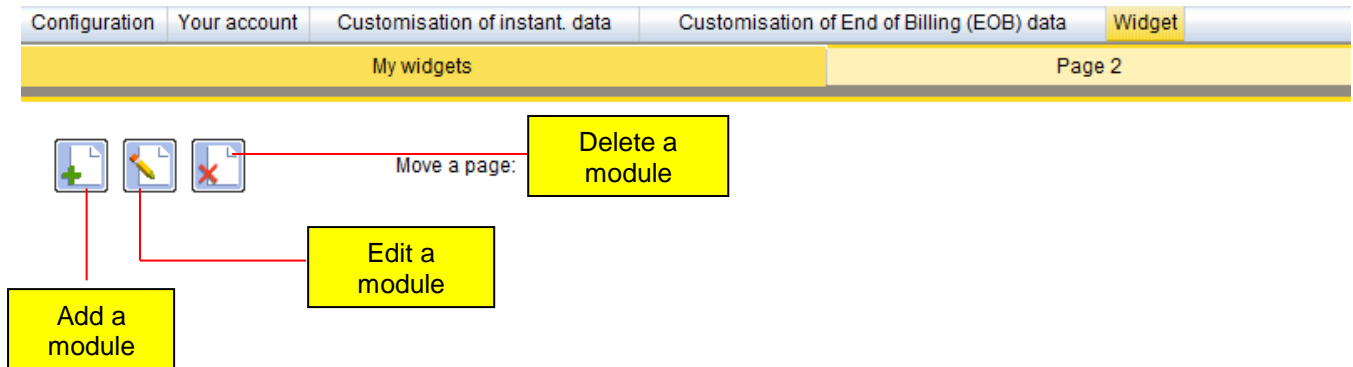 Configuration Your account Customisation of instant. data Customisation of End of Billing (EOB) data Widget
My widgets Page 2
Move a page:
Delete a
module
Edit a
module
Add a
module